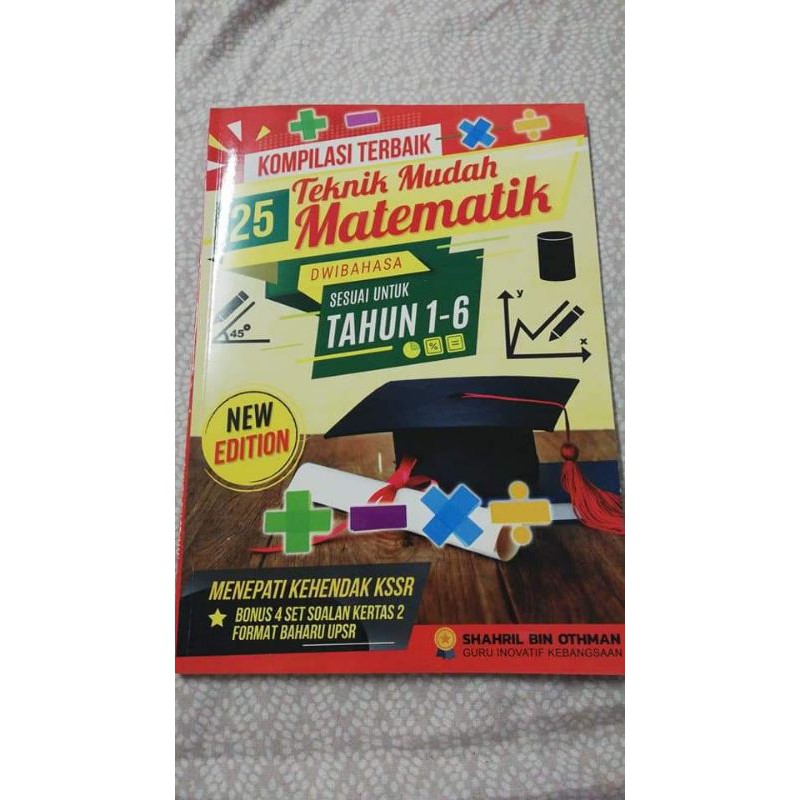 KOMPILASI TERBAIK
25 Teknik Mudah
Matematik
DWIBAHASA
SESUAI UNTUK
TAHUN 1-6
45°
y
x
%
NEW
EDITION
MENEPATI KEHENDAK KSSR
BONUS 4 SET SOALAN KERTAS 2
FORMAT BAHARU UPSR
SHAHRIL BIN OTHMAN
GURU INOVATIF KEBANGSAAN